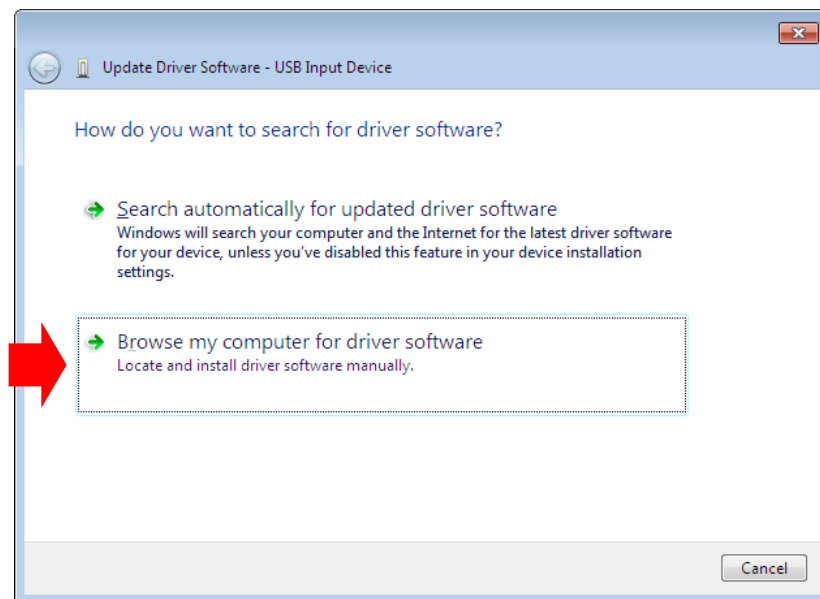 Update Driver Software - USB Input Device
How do you want to search for driver software?
Search automatically for updated driver software
Windows will search your computer and the Internet for the latest driver software
for your device, unless you've disabled this feature in your device installation
settings.
Browse my computer for driver software
Locate and install driver software manually.
Cancel